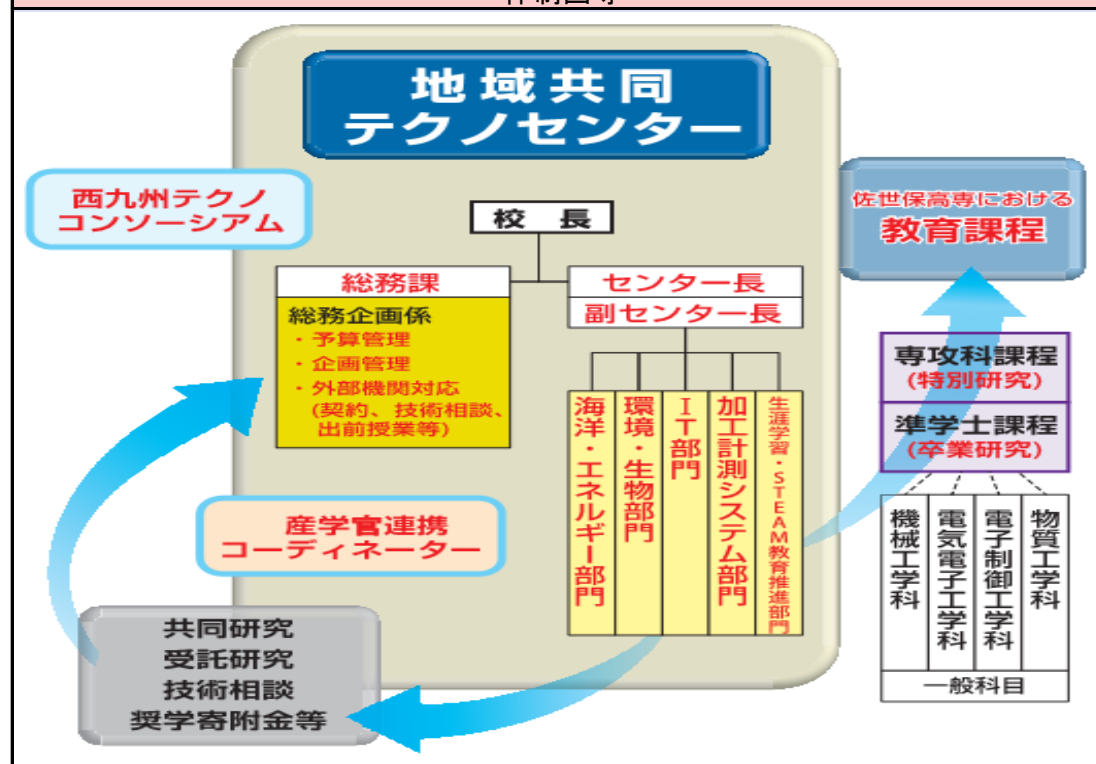 地域共同
テクノセンター
西九州テクノ
コンソーシアム
校長
総務課
総務企画係
・予算管理
・企画管理
・外部機関対応
(契約、技術相談、
出前授業等)
センター長
副センター長
海洋・エネルギー部門
環境・生物部門
IT部門
加工計測システム部門
生涯学習・STEAM教育推進部門
産学官連携
コーディネーター
共同研究
受託研究
技術相談
奨学寄附金等
佐世保高専における
教育課程
専攻科課程
(特別研究)
準学士課程
(卒業研究)
機械工学科
電気電子工学科
電子制御工学科
物質工学科
一般科目